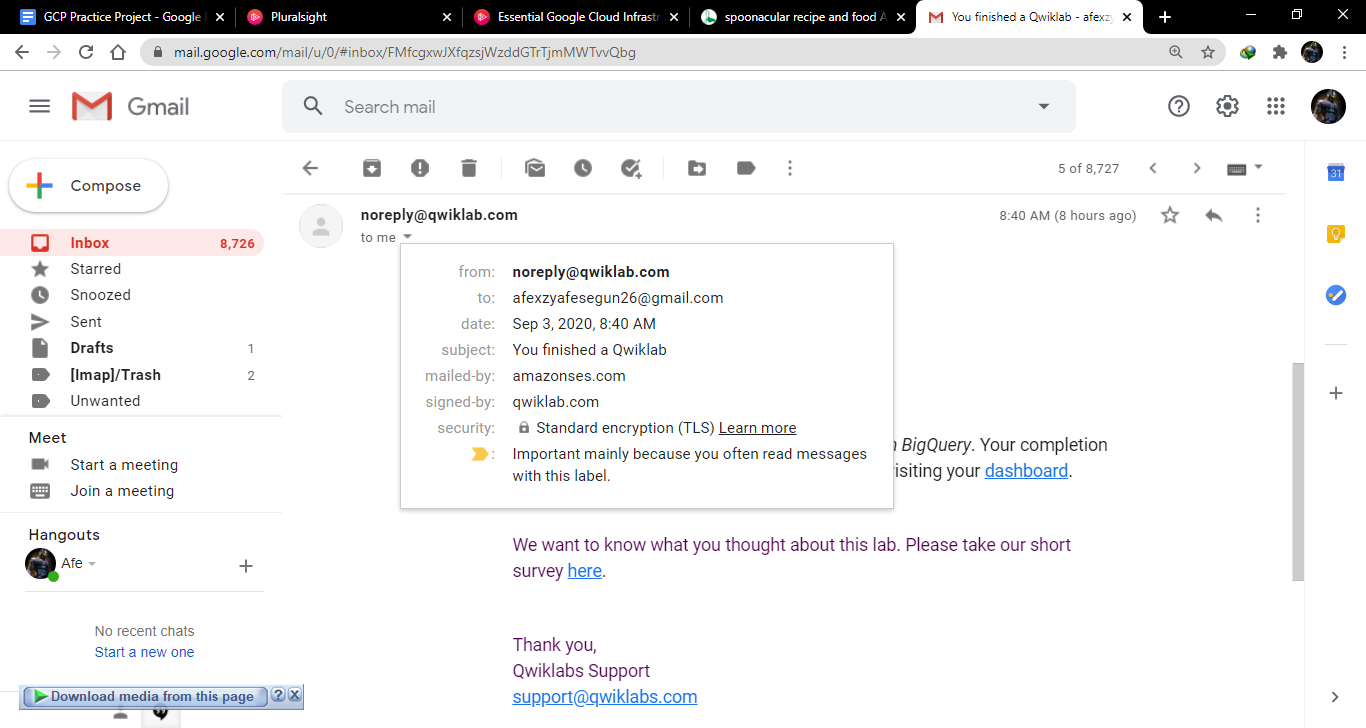 GCP Practice Project - Google
Pluralsight
Essential Google Cloud Infrastr
spoonacular recipe and food A
You finished a Qwiklab - afexzy
mail.google.com/mail/u/0/#inbox/FMfcgxwJXfqzsjWzddGTrTjmMWTvvQbg
Gmail
Search mail
Compose
5 of 8,727
31
noreply@qwiklab.com
8:40 AM (8 hours ago)
to me
Inbox 8,726
Starred
Snoozed
Sent
Drafts 1
[Imap]/Trash 2
Unwanted
from: noreply@qwiklab.com
to: afexzyafesegun26@gmail.com
date: Sep 3, 2020, 8:40 AM
subject: You finished a Qwiklab
mailed-by: amazonses.com
signed-by: qwiklab.com
security: Standard encryption (TLS) Learn more
: Important mainly because you often read messages
with this label.
BigQuery. Your completion
isiting your dashboard.
We want to know what you thought about this lab. Please take our short
survey here.
Thank you,
Qwiklabs Support
support@qwiklabs.com
Meet
Start a meeting
Join a meeting
Hangouts
Afe
No recent chats
Start a new one
Download media from this page